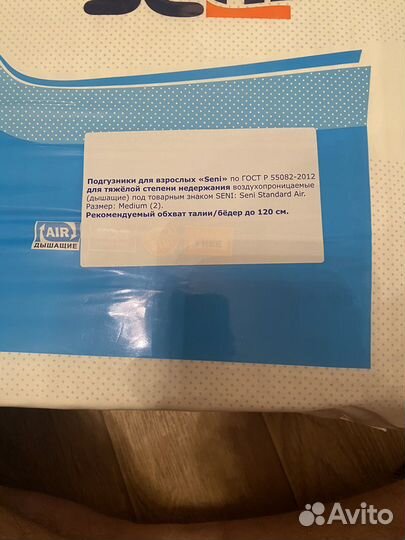 Seni
Подгузники для взрослых «Seni» по ГОСТ Р 55082-2012
для тяжёлой степени недержания воздухопроницаемые
(дышащие) под товарным знаком SENI: Seni Standard Air.
Размер: Medium (2).
Рекомендуемый обхват талии/бёдер до 120 см.
AIR
ДЫШАЩИЕ
Avito